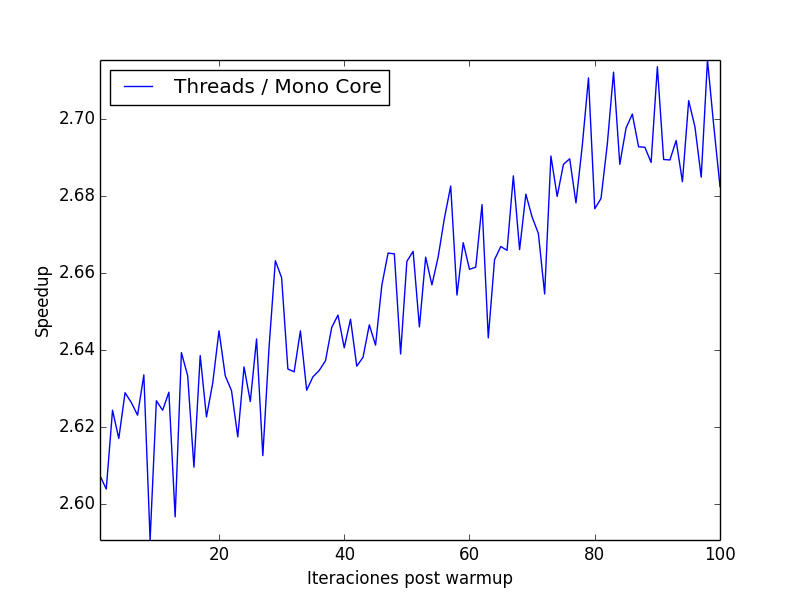 Threads / Mono Core
2.70
2.68
2.66
2.64
2.62
2.60
Speedup
20 40 60 80 100
Iteraciones post warmup